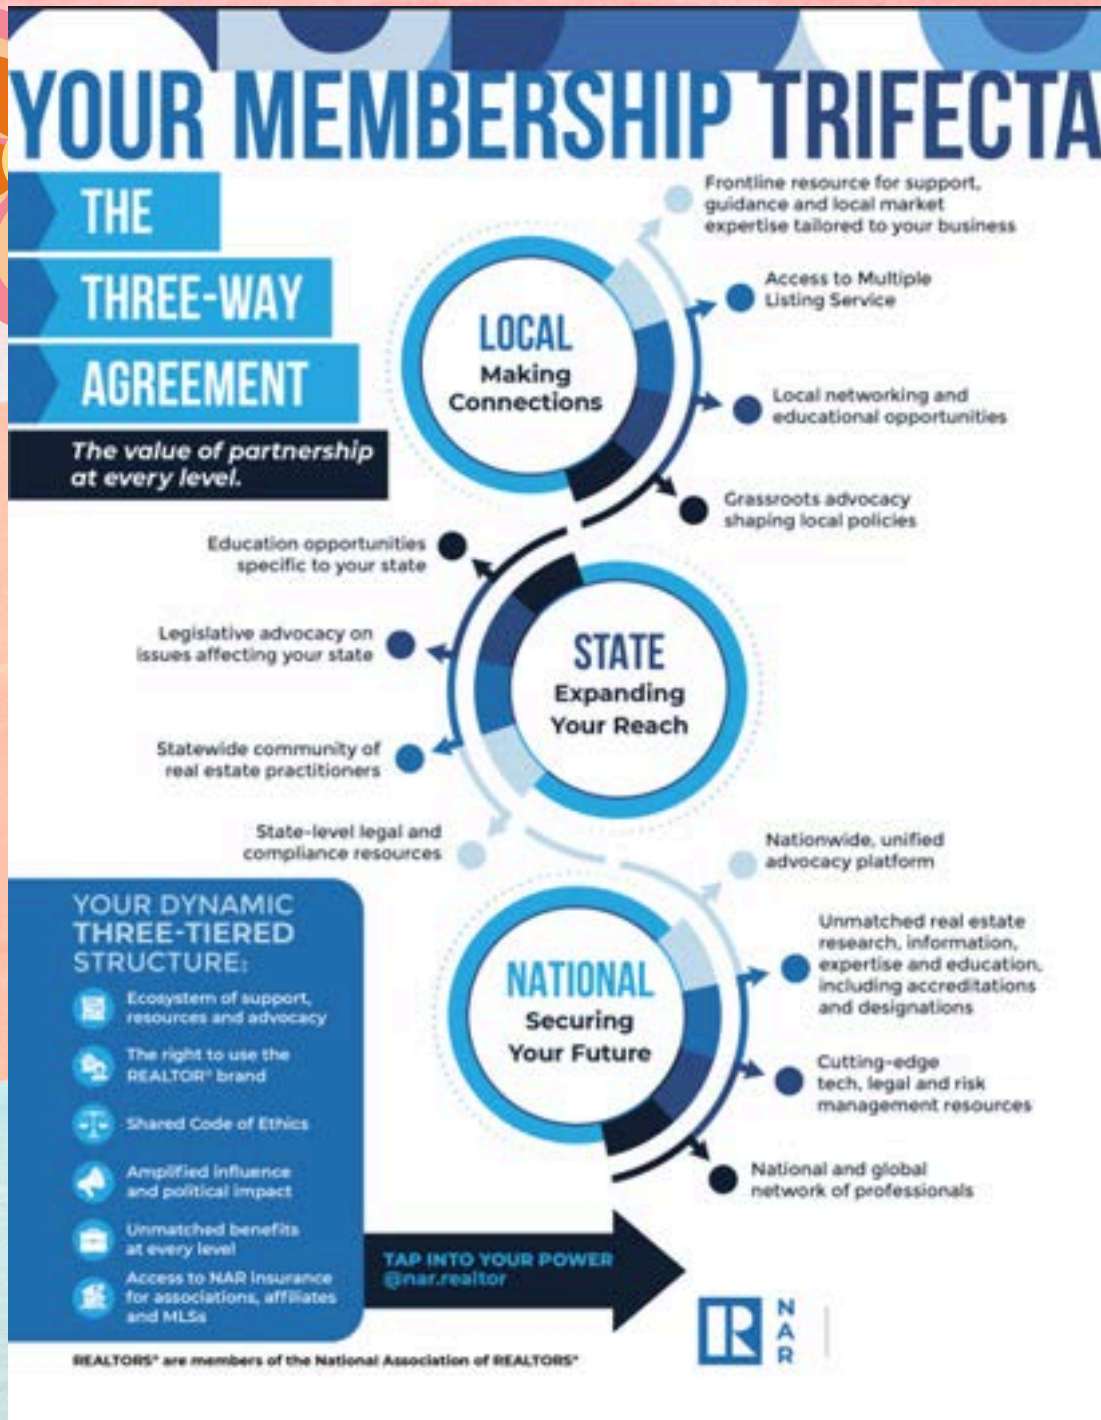 YOUR MEMBERSHIP TRIFECTA
THE
THREE-WAY
AGREEMENT
The value of partnership
at every level.
LOCAL
Making
Connections
Frontline resource for support,
guidance and local market
expertise tailored to your business
Access to Multiple
Listing Service
Local networking and
educational opportunities
Grassroots advocacy
shaping local policies
STATE
Expanding
Your Reach
Education opportunities
specific to your state
Legislative advocacy on
issues affecting your state
Statewide community of
real estate practitioners
State-level legal and
compliance resources
NATIONAL
Securing
Your Future
Nationwide, unified
advocacy platform
Unmatched real estate
research, information,
expertise and education,
including accreditations
and designations
Cutting-edge
tech, legal and risk
management resources
National and global
network of professionals
YOUR DYNAMIC
THREE-TIERED
STRUCTURE:
Ecosystem of support,
resources and advocacy
The right to use the
REALTOR® brand
Shared Code of Ethics
Amplified influence
and political impact
Unmatched benefits
at every level
Access to NAR Insurance
for associations, affiliates
and MLSs
TAP INTO YOUR POWER
@nar.realtor
REALTORS® are members of the National Association of REALTORS®
R
NAR